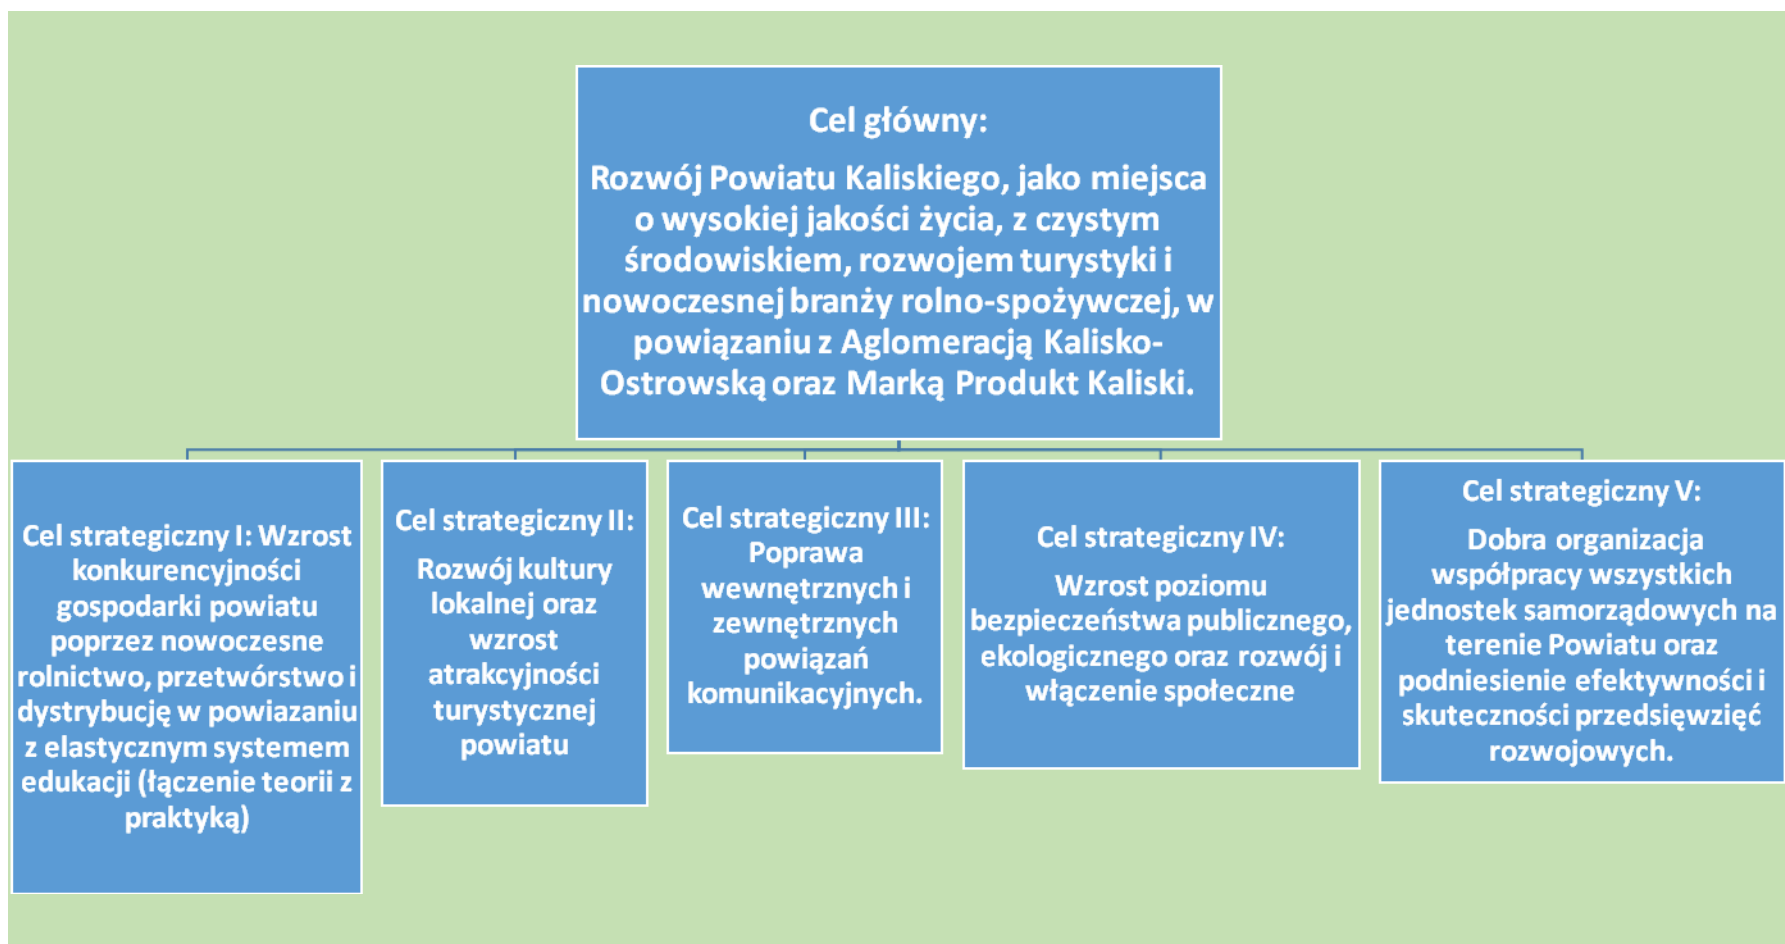 Cel główny:
Rozwój Powiatu Kaliskiego, jako miejsca
o wysokiej jakości życia, z czystym
środowiskiem, rozwojem turystyki i
nowoczesnej branży rolno-spożywczej, w
powiązaniu z Aglomeracją Kalisko-
Ostrowską oraz Marką Produkt Kaliski.
Cel strategiczny I: Wzrost
konkurencyjności
gospodarki powiatu
poprzez nowoczesne
rolnictwo, przetwórstwo i
dystrybucję w powiazaniu
z elastycznym systemem
edukacji (łączenie teorii z
praktyką)
Cel strategiczny II:
Rozwój kultury
lokalnej oraz
wzrost
atrakcyjności
turystycznej
powiatu
Cel strategiczny III:
Poprawa
wewnętrznych i
zewnętrznych
powiązań
komunikacyjnych.
Cel strategiczny IV:
Wzrost poziomu
bezpieczeństwa publicznego,
ekologicznego oraz rozwój i
włączenie społeczne
Cel strategiczny V:
Dobra organizacja
współpracy wszystkich
jednostek samorządowych na
terenie Powiatu oraz
podniesienie efektywności i
skuteczności przedsięwzięć
rozwojowych.